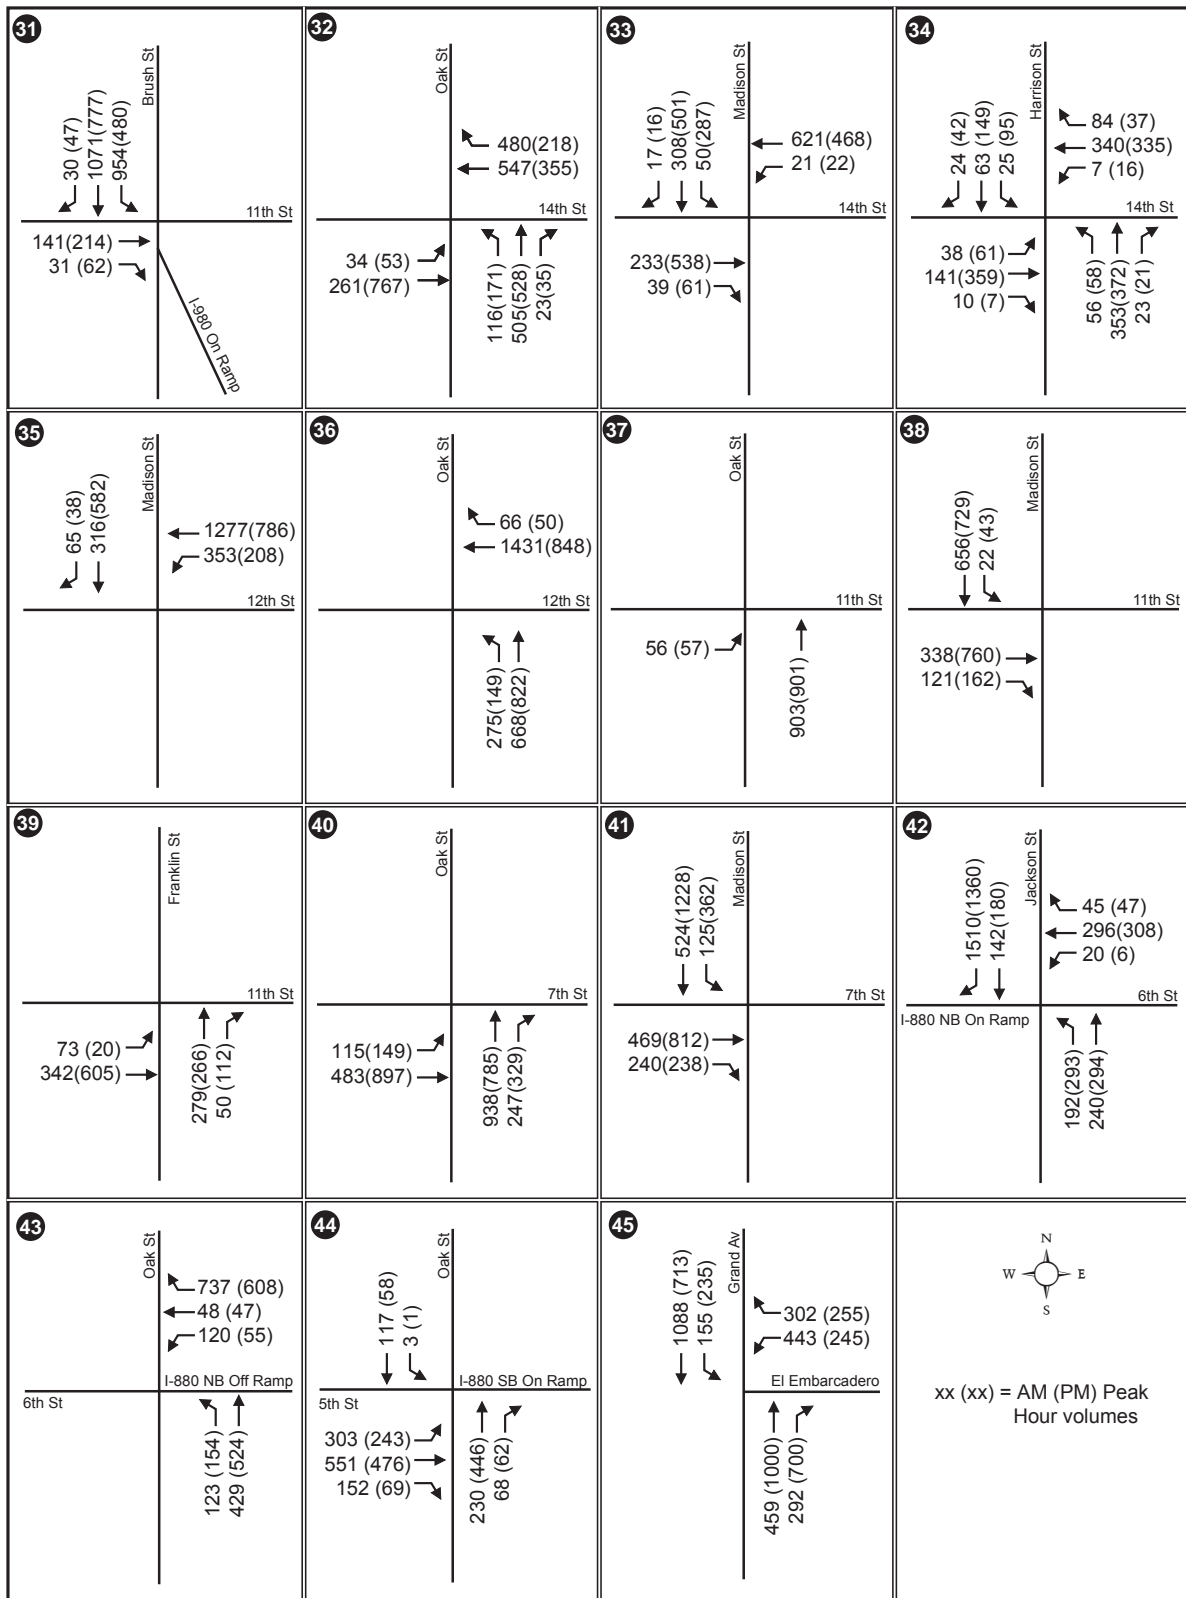 31
Brush St
30 (47)
1071(777)
954(480)
11th St
141(214)
31 (62)
I-980 On Ramp
32
Oak St
480(218)
547(355)
14th St
34 (53)
261(767)
116(171)
505(528)
23(35)
33
Madison St
17 (16)
308(501)
50(287)
621(468)
21 (22)
14th St
233(538)
39 (61)
34
Harrison St
24 (42)
63 (149)
25 (95)
84 (37)
340(335)
7 (16)
14th St
38 (61)
141(359)
10 (7)
56 (58)
353(372)
23 (21)
35
Madison St
65 (38)
316(582)
1277(786)
353(208)
12th St
36
Oak St
66 (50)
1431(848)
12th St
275(149)
668(822)
37
Oak St
11th St
56 (57)
903(901)
38
Madison St
656(729)
22 (43)
11th St
338(760)
121(162)
39
Franklin St
11th St
73 (20)
342(605)
279(266)
50 (112)
40
Oak St
7th St
115(149)
483(897)
938(785)
247(329)
41
Madison St
524(1228)
125(362)
7th St
469(812)
240(238)
42
Jackson St
1510(1360)
142(180)
45 (47)
296(308)
20 (6)
6th St
I-880 NB On Ramp
192(293)
240(294)
43
Oak St
737 (608)
48 (47)
120 (55)
I-880 NB Off Ramp
6th St
123 (154)
429 (524)
44
Oak St
117 (58)
3 (1)
I-880 SB On Ramp
5th St
303 (243)
551 (476)
152 (69)
230 (446)
68 (62)
45
Grand Av
1088 (713)
155 (235)
302 (255)
443 (245)
El Embarcadero
459 (1000)
292 (700)
N
W
E
S
xx (xx) = AM (PM) Peak
Hour volumes